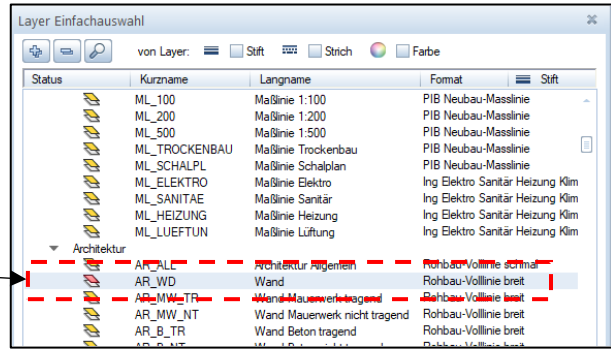 Layer Einfachauswahl
von Layer: Stift Strich Farbe
Status Kurzname Langname Format Stift
ML_100 Maßlinie 1:100 PIB Neubau-Masslinie
ML_200 Maßlinie 1:200 PIB Neubau-Masslinie
ML_500 Maßlinie 1:500 PIB Neubau-Masslinie
ML_TROCKENBAU Maßlinie Trockenbau PIB Neubau-Masslinie
ML_SCHALPL Maßlinie Schalplan PIB Neubau-Masslinie
ML_ELEKTRO Maßlinie Elektro Ing Elektro Sanitär Heizung Klim
ML_SANITAE Maßlinie Sanitär Ing Elektro Sanitär Heizung Klim
ML_HEIZUNG Maßlinie Heizung Ing Elektro Sanitär Heizung Klim
ML_LUEFTUN Maßlinie Lüftung Ing Elektro Sanitär Heizung Klim
Architektur
AR_ALL Architektur Allgemein Rohbau-Volllinie schmal
AR_WD Wand Rohbau-Volllinie breit
AR_MW_TR Wand Mauerwerk tragend Rohbau-Volllinie breit
AR_MW_NT Wand Mauerwerk nicht tragend Rohbau-Volllinie breit
AR_B_TR Wand Beton tragend Rohbau-Volllinie breit